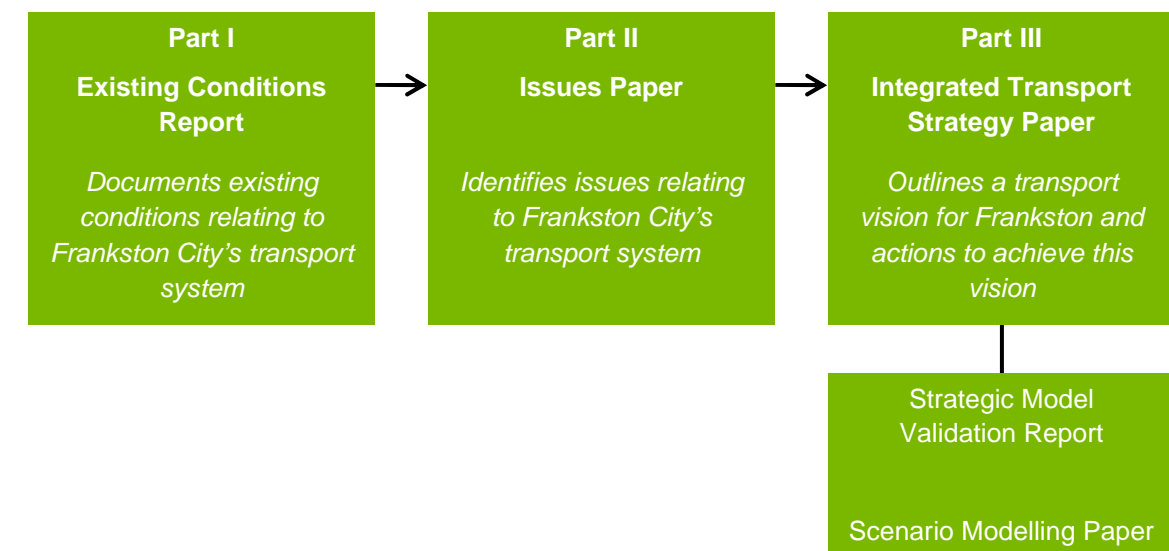 Part I
Existing Conditions
Report
Documents existing
conditions relating to
Frankston City's transport
system
Part II
Issues Paper
Identifies issues relating
to Frankston City's
transport system
Part III
Integrated Transport
Strategy Paper
Outlines a transport
vision for Frankston and
actions to achieve this
vision
Strategic Model
Validation Report
Scenario Modelling Paper